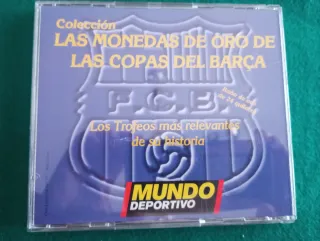 Colección
LAS MONEDAS DE ORO DE
LAS COPAS DEL BARÇA
F.C.B.
Los Trofeos más relevantes
de su historia
MUNDO
DEPORTIVO